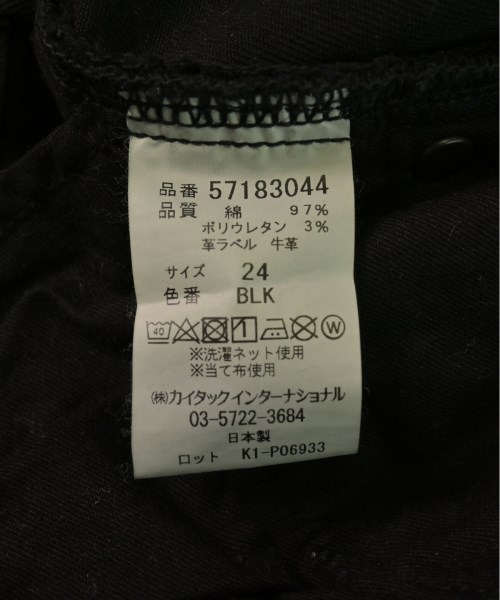 品番 57183044
品質 綿 97%
ポリウレタン 3%
革ラベル 牛革
サイズ 24
色番 BLK
40 1 W
※洗濯ネット使用
※当て布使用
㈱カイタックインターナショナル
03-5722-3684
日本製
ロット K1-P06933